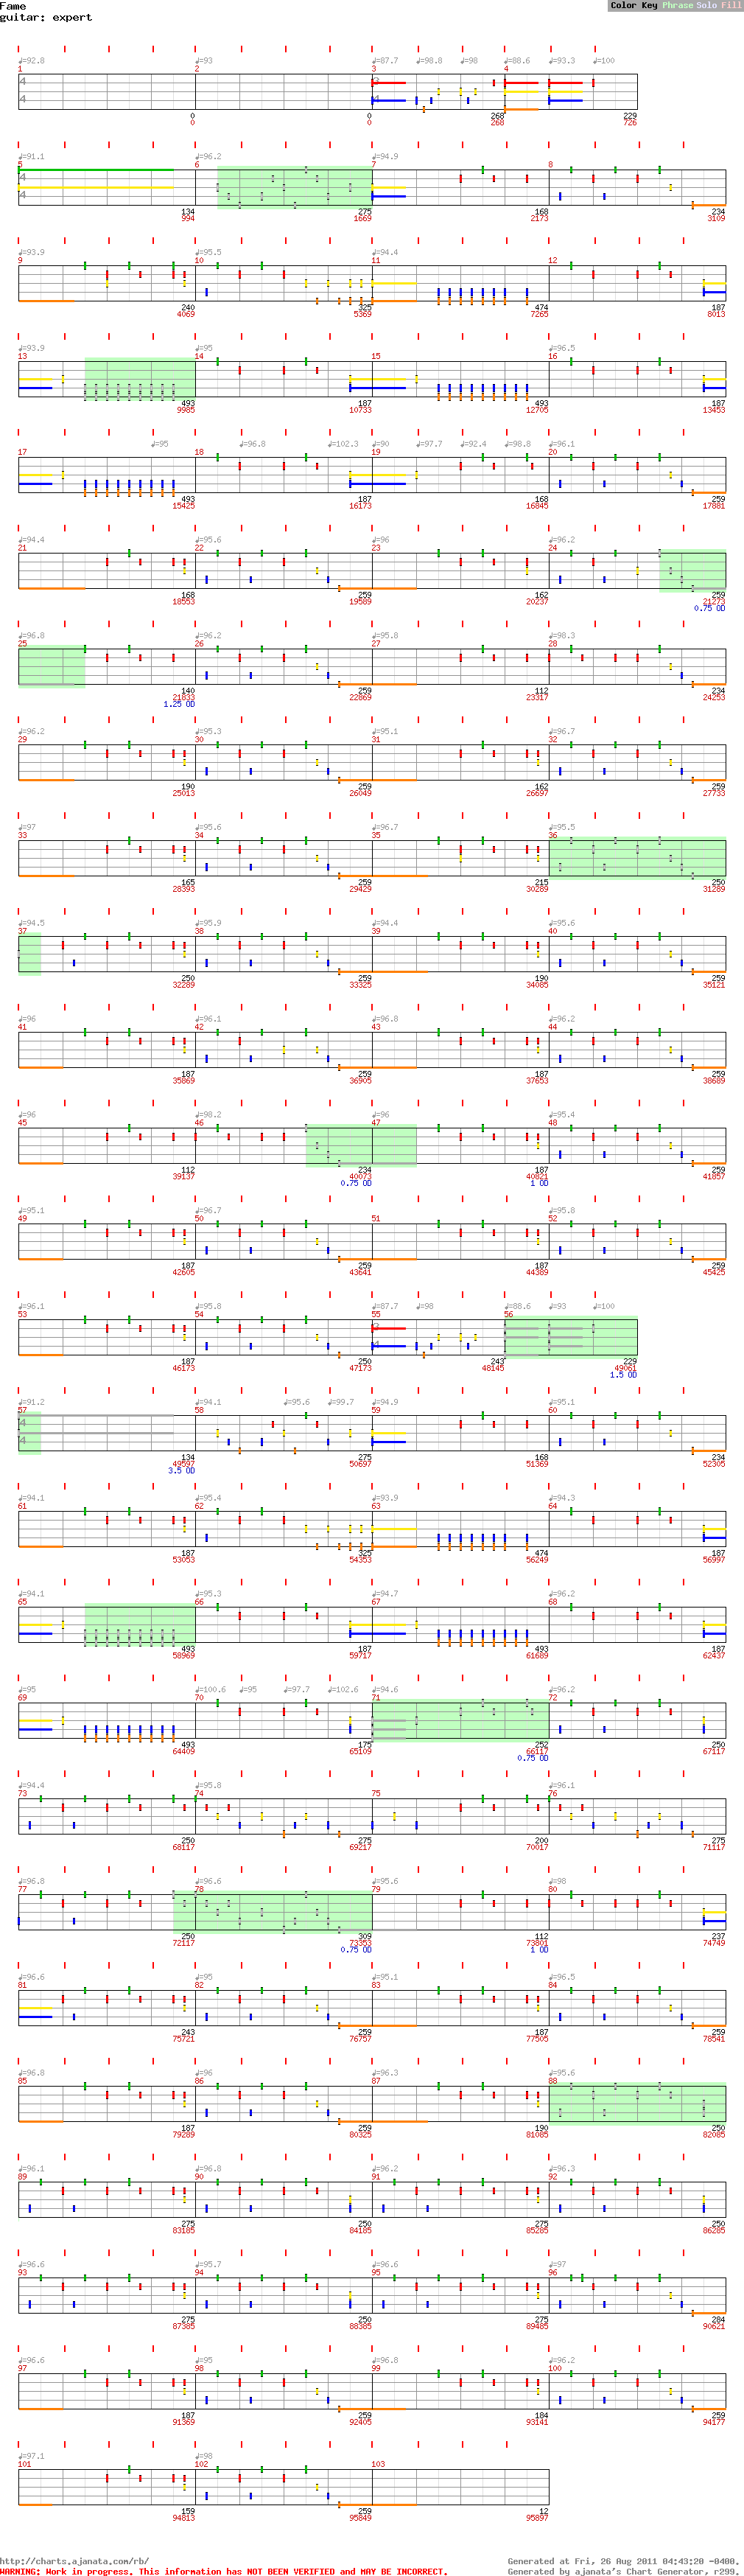 Fame
Color Key Phrase Solo Fill
guitar: expert
♩=92.8 ♩=93 ♩=87.7 ♩=98.8 ♩=98 ♩=88.6 ♩=93.3 ♩=100
1 2 3 4
0 0 268 229
0 0 268 726
♩=91.1 ♩=96.2 ♩=94.9
5 6 7 8
134 275 168 234
994 1669 2173 3109
♩=93.9 ♩=95.5 ♩=94.4
9 10 11 12
240 325 474 187
4069 5369 7265 8013
♩=93.9 ♩=95 ♩=96.5
13 14 15 16
493 187 493 187
9985 10733 12705 13453
♩=95 ♩=96.8 ♩=102.3 ♩=90 ♩=97.7 ♩=92.4 ♩=98.8 ♩=96.1
17 18 19 20
493 187 168 259
15425 16173 16845 17881
♩=94.4 ♩=95.6 ♩=96 ♩=96.2
21 22 23 24
168 259 162 259
18553 19589 20237 21273
0.75 OD
♩=96.8 ♩=96.2 ♩=95.8 ♩=98.3
25 26 27 28
140 259 112 234
21833 22869 23317 24253
1.25 OD
♩=96.2 ♩=95.3 ♩=95.1 ♩=96.7
29 30 31 32
190 259 162 259
25013 26049 26697 27733
♩=97 ♩=95.6 ♩=96.7 ♩=95.5
33 34 35 36
165 259 215 250
28393 29429 30289 31289
♩=94.5 ♩=95.9 ♩=94.4 ♩=95.6
37 38 39 40
250 259 190 259
32289 33325 34085 35121
♩=96 ♩=96.1 ♩=96.8 ♩=96.2
41 42 43 44
187 259 187 259
35869 36905 37653 38689
♩=96 ♩=98.2 ♩=96 ♩=95.4
45 46 47 48
112 234 187 259
39137 40073 40821 41857
0.75 OD 1 OD
♩=95.1 ♩=96.7 ♩=95.8
49 50 51 52
187 259 187 259
42605 43641 44389 45425
♩=96.1 ♩=95.8 ♩=87.7 ♩=98 ♩=88.6 ♩=93 ♩=100
53 54 55 56
187 250 243 229
46173 47173 48145 49061
1.5 OD
♩=91.2 ♩=94.1 ♩=95.6 ♩=99.7 ♩=94.9 ♩=95.1
57 58 59 60
134 275 168 234
49597 50697 51369 52305
3.5 OD
♩=94.1 ♩=95.4 ♩=93.9 ♩=94.3
61 62 63 64
187 325 474 187
53053 54353 56249 56997
♩=94.1 ♩=95.3 ♩=94.7 ♩=96.2
65 66 67 68
493 187 493 187
58969 59717 61689 62437
♩=95 ♩=100.6 ♩=95 ♩=97.7 ♩=102.6 ♩=94.6 ♩=96.2
69 70 71 72
493 175 252 250
64409 65109 66117 67117
0.75 OD
♩=94.4 ♩=95.8 ♩=96.1
73 74 75 76
250 275 200 275
68117 69217 70017 71117
♩=96.8 ♩=96.6 ♩=95.6 ♩=98
77 78 79 80
250 309 112 237
72117 73353 73801 74749
0.75 OD 1 OD
♩=96.6 ♩=95 ♩=95.1 ♩=96.5
81 82 83 84
243 259 187 259
75721 76757 77505 78541
♩=96.8 ♩=96 ♩=96.3 ♩=95.6
85 86 87 88
187 259 190 250
79289 80325 81085 82085
♩=96.1 ♩=96.8 ♩=96.2 ♩=96.3
89 90 91 92
275 250 275 250
83185 84185 85285 86285
♩=96.6 ♩=95.7 ♩=96.6 ♩=97
93 94 95 96
275 250 275 284
87385 88385 89485 90621
♩=96.6 ♩=95 ♩=96.8 ♩=96.2
97 98 99 100
187 259 184 259
91369 92405 93141 94177
♩=97.1 ♩=98
101 102 103
159 259 12
94813 95849 95897
http://charts.ajanata.com/rb/ Generated at Fri, 26 Aug 2011 04:43:20 -0400.
WARNING: Work in progress. This information has NOT BEEN VERIFIED and MAY BE INCORRECT. Generated by ajanata's Chart Generator, r299.